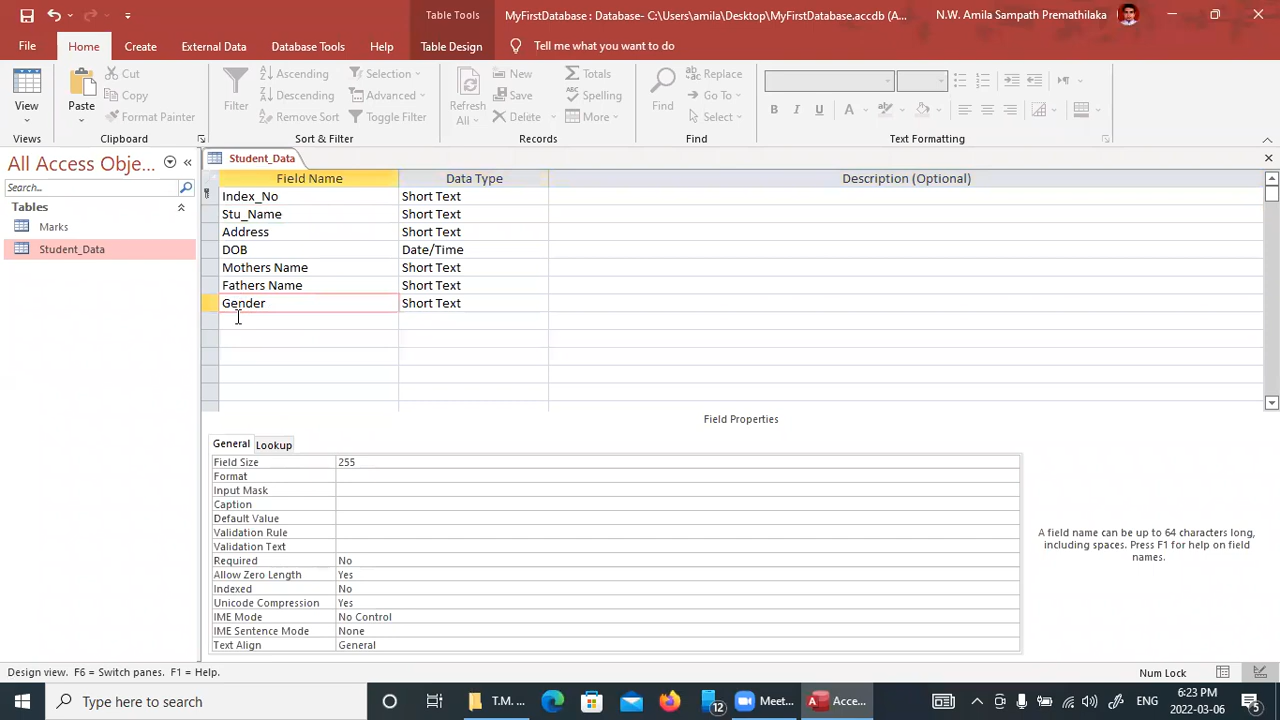 Table Tools
MyFirstDatabase : Database- C:\Users\amila\Desktop\MyFirstDatabase.accdb (A...
N.W. Amila Sampath Premathilaka
File Home Create External Data Database Tools Help Table Design Tell me what you want to do
View
Views
Paste
Cut
Copy
Format Painter
Clipboard
Filter
Ascending
Descending
Remove Sort
Selection
Advanced
Toggle Filter
Sort & Filter
Refresh
All
New
Save
Delete
Totals
Spelling
More
Records
Find
Replace
Go To
Select
Find
B I U A
Text Formatting
All Access Obje...
Search...
Tables
Marks
Student_Data
Student_Data
Field Name Data Type Description (Optional)
Index_No Short Text
Stu_Name Short Text
Address Short Text
DOB Date/Time
Mothers Name Short Text
Fathers Name Short Text
Gender Short Text
Field Properties
General Lookup
Field Size 255
Format
Input Mask
Caption
Default Value
Validation Rule
Validation Text
Required No
Allow Zero Length Yes
Indexed No
Unicode Compression Yes
IME Mode No Control
IME Sentence Mode None
Text Align General
A field name can be up to 64 characters long,
including spaces. Press F1 for help on field
names.
Design view. F6 = Switch panes. F1 = Help.
Num Lock
Type here to search
T.M. ...
12
Meet...
Acce...
ENG
6:23 PM
2022-03-06
5